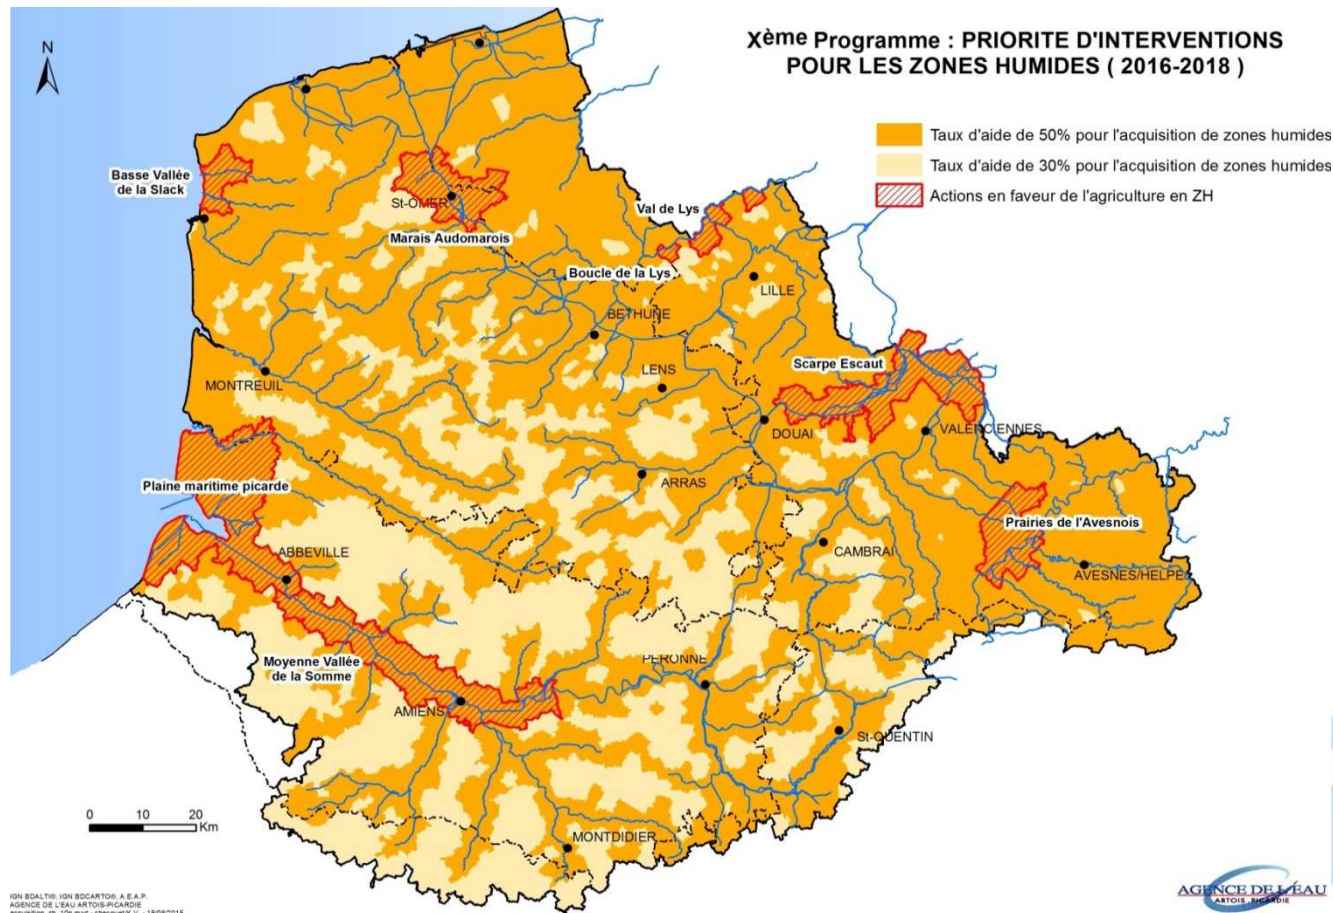 Xème Programme : PRIORITE D'INTERVENTIONS
POUR LES ZONES HUMIDES ( 2016-2018 )
N
Taux d'aide de 50% pour l'acquisition de zones humides
Taux d'aide de 30% pour l'acquisition de zones humides
Actions en faveur de l'agriculture en ZH
Basse Vallée
de la Slack
St-OMER
Marais Audomarois
Val de Lys
Boucle de la Lys
LILLE
BETHUNE
Scarpe Escaut
LENS
MONTREUIL
DOUAI
VALENCIENNES
ARRAS
Plaine maritime picarde
Prairies de l'Avesnois
CAMBRAI
ABBEVILLE
AVESNES/HELPE
PERONNE
Moyenne Vallée
de la Somme
AMIENS
St-QUENTIN
MONTDIDIER
0 10 20
Km
IGN BDALTI®, IGN BDCARTO®, A.E.A.P.
AGENCE DE L'EAU ARTOIS-PICARDIE
AGENCE DE L'EAU
ARTOIS - PICARDIE